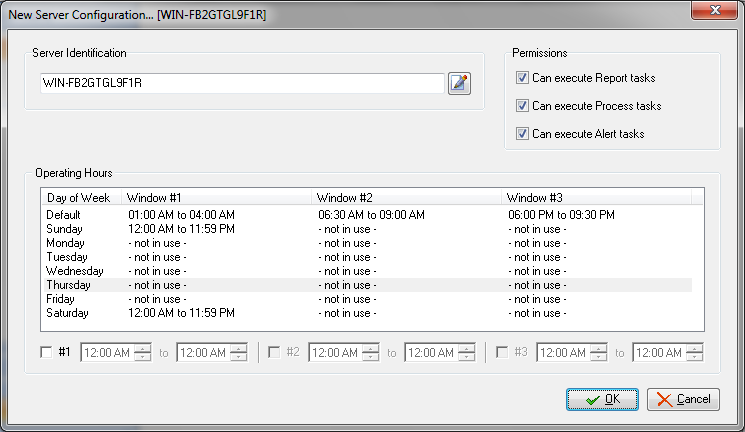 New Server Configuration... [WIN-FB2GTGL9F1R]
Server Identification
Permissions
WIN-FB2GTGL9F1R
Can execute Report tasks
Can execute Process tasks
Can execute Alert tasks
Operating Hours
Day of Week Window #1 Window #2 Window #3
Default 01:00 AM to 04:00 AM 06:30 AM to 09:00 AM 06:00 PM to 09:30 PM
Sunday 12:00 AM to 11:59 PM - not in use - - not in use -
Monday - not in use - - not in use - - not in use -
Tuesday - not in use - - not in use - - not in use -
Wednesday - not in use - - not in use - - not in use -
Thursday - not in use - - not in use - - not in use -
Friday - not in use - - not in use - - not in use -
Saturday 12:00 AM to 11:59 PM - not in use - - not in use -
#1 12:00 AM to 12:00 AM #2 12:00 AM to 12:00 AM #3 12:00 AM to 12:00 AM
OK Cancel